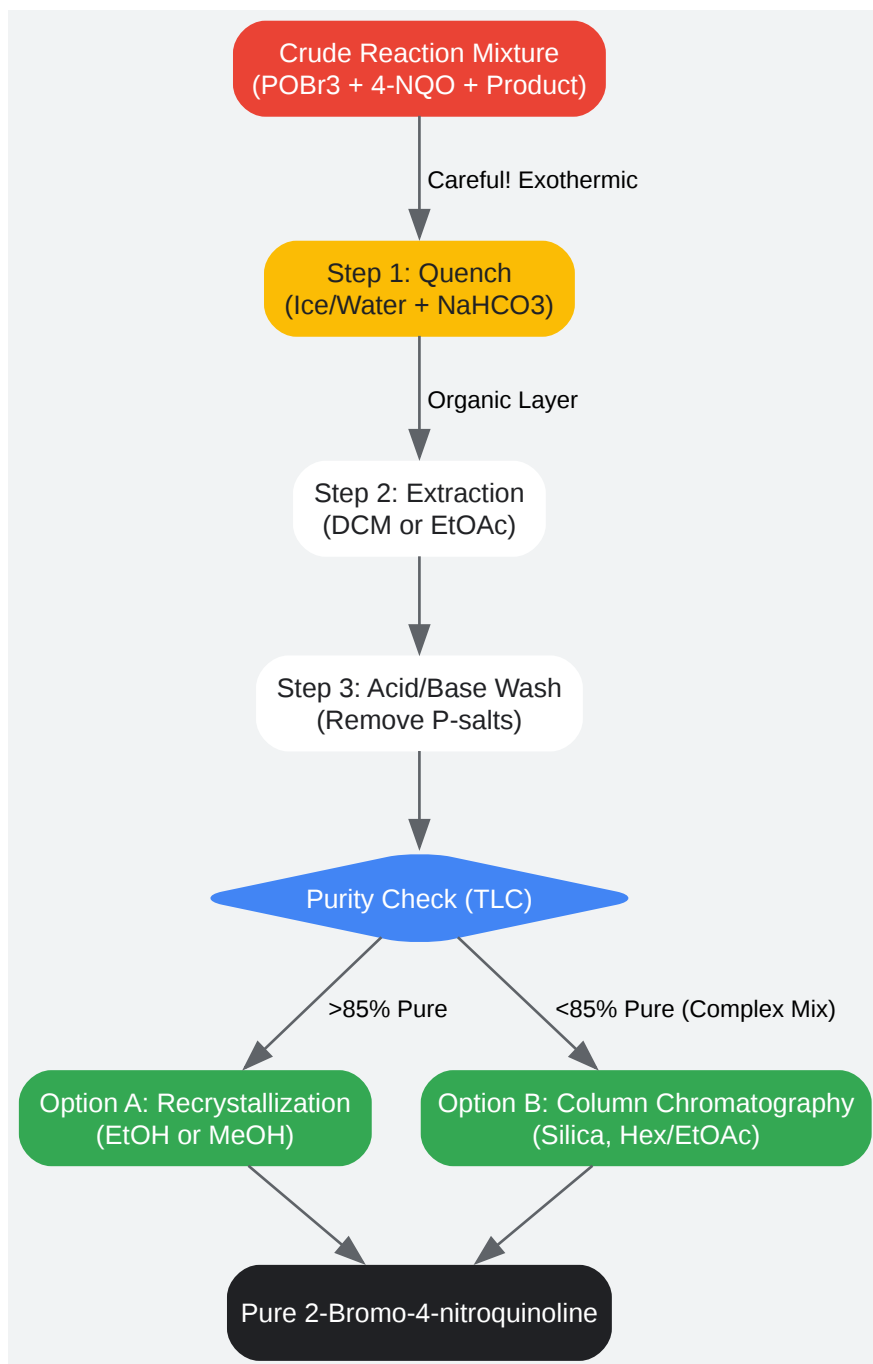 Crude Reaction Mixture
(POBr3 + 4-NQO + Product)
Careful! Exothermic
Step 1: Quench
(Ice/Water + NaHCO3)
Organic Layer
Step 2: Extraction
(DCM or EtOAc)
Step 3: Acid/Base Wash
(Remove P-salts)
Purity Check (TLC)
>85% Pure
<85% Pure (Complex Mix)
Option A: Recrystallization
(EtOH or MeOH)
Option B: Column Chromatography
(Silica, Hex/EtOAc)
Pure 2-Bromo-4-nitroquinoline